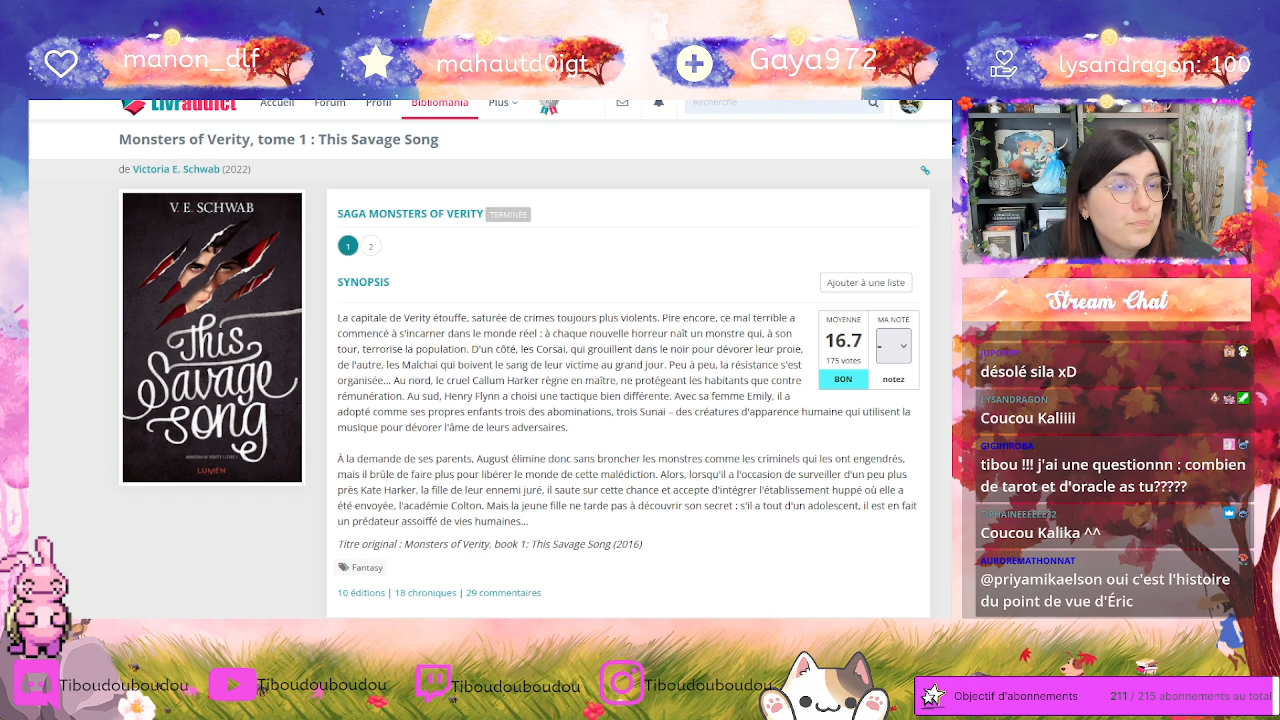 manon_dlf
mahautd0igt
Gaya972
lysandragon: 100
Livraddict
Accueil
Forum
Profil
Bibliomania
Plus
Recherche
Monsters of Verity, tome 1 : This Savage Song
de Victoria E. Schwab (2022)
V. E. SCHWAB
This
Savage
Song
LUMEN
SAGA MONSTERS OF VERITY TERMINÉE
1
2
SYNOPSIS
Ajouter à une liste
La capitale de Verity étouffe, saturée de crimes toujours plus violents. Pire encore, ce mal terrible a
commencé à s'incarner dans le monde réel : à chaque nouvelle horreur naît un monstre qui, à son
tour, terrorise la population. D'un côté, les Corsai, qui grouillent dans le noir pour dévorer leur proie,
de l'autre, les Malchai qui boivent le sang de leur victime au grand jour. Peu à peu, la résistance s'est
organisée... Au nord, le cruel Callum Harker règne en maître, ne protégeant les habitants que contre
rémunération. Au sud, Henry Flynn a choisi une tactique bien différente. Avec sa femme Emily, il a
adopté comme ses propres enfants trois des abominations, trois Sunai – des créatures d'apparence humaine qui utilisent la
musique pour dévorer l'âme de leurs adversaires.
À la demande de ses parents, August élimine donc sans broncher les monstres comme les criminels qui les ont engendrés,
mais il brûle de faire plus pour libérer le monde de cette malédiction. Alors, lorsqu'il a l'occasion de surveiller d'un peu plus
près Kate Harker, la fille de leur ennemi juré, il saute sur cette chance et accepte d'intégrer l'établissement huppé où elle a
été envoyée, l'académie Colton. Mais la jeune fille ne tarde pas à découvrir son secret : s'il a tout d'un adolescent, il est en fait
un prédateur assoiffé de vies humaines...
Titre original : Monsters of Verity, book 1: This Savage Song (2016)
Fantasy
10 éditions | 18 chroniques | 29 commentaires
MOYENNE
16.7
175 votes
BON
MA NOTE
-
notez
Stream Chat
désolé sila xD
LYSANDRAGON
Coucou Kaliiii
GIGIHIROBA
tibou !!! j'ai une questionnn : combien
de tarot et d'oracle as tu?????
TIPHAINEEEEEE32
Coucou Kalika ^^
AUROREMATHONNAT
@priyamikaelson oui c'est l'histoire
du point de vue d'Éric
Tiboudouboudou
Tiboudouboudou
Tiboudouboudou
Tiboudouboudou
Objectif d'abonnements
211 / 215 abonnements au total